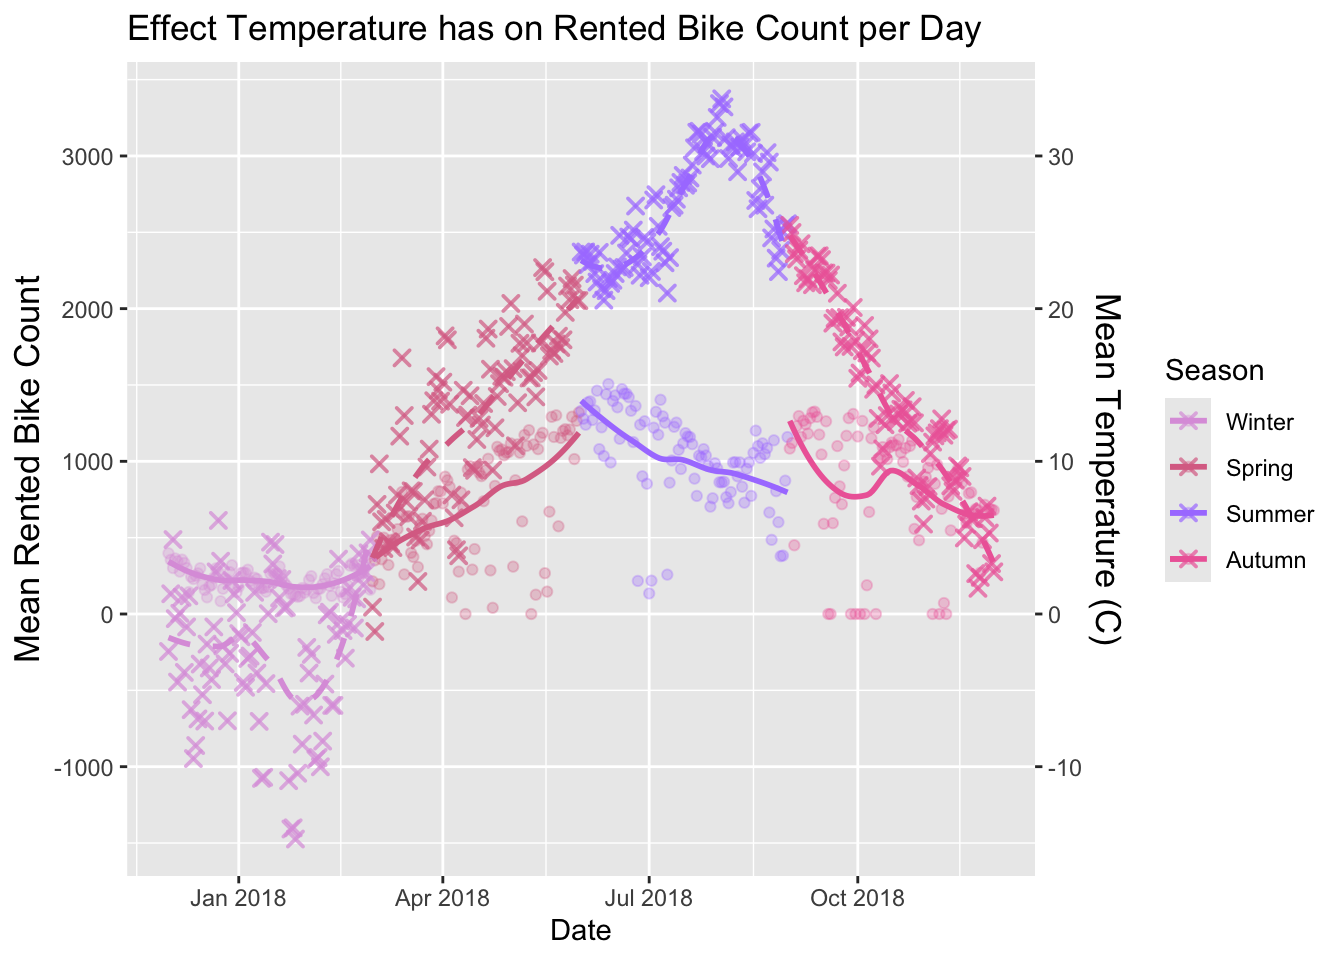 Effect Temperature has on Rented Bike Count per Day
Mean Rented Bike Count
3000
2000
1000
0
-1000
30
20
10
0
-10
Mean Temperature (C)
Jan 2018
Apr 2018
Jul 2018
Oct 2018
Date
Season
Winter
Spring
Summer
Autumn